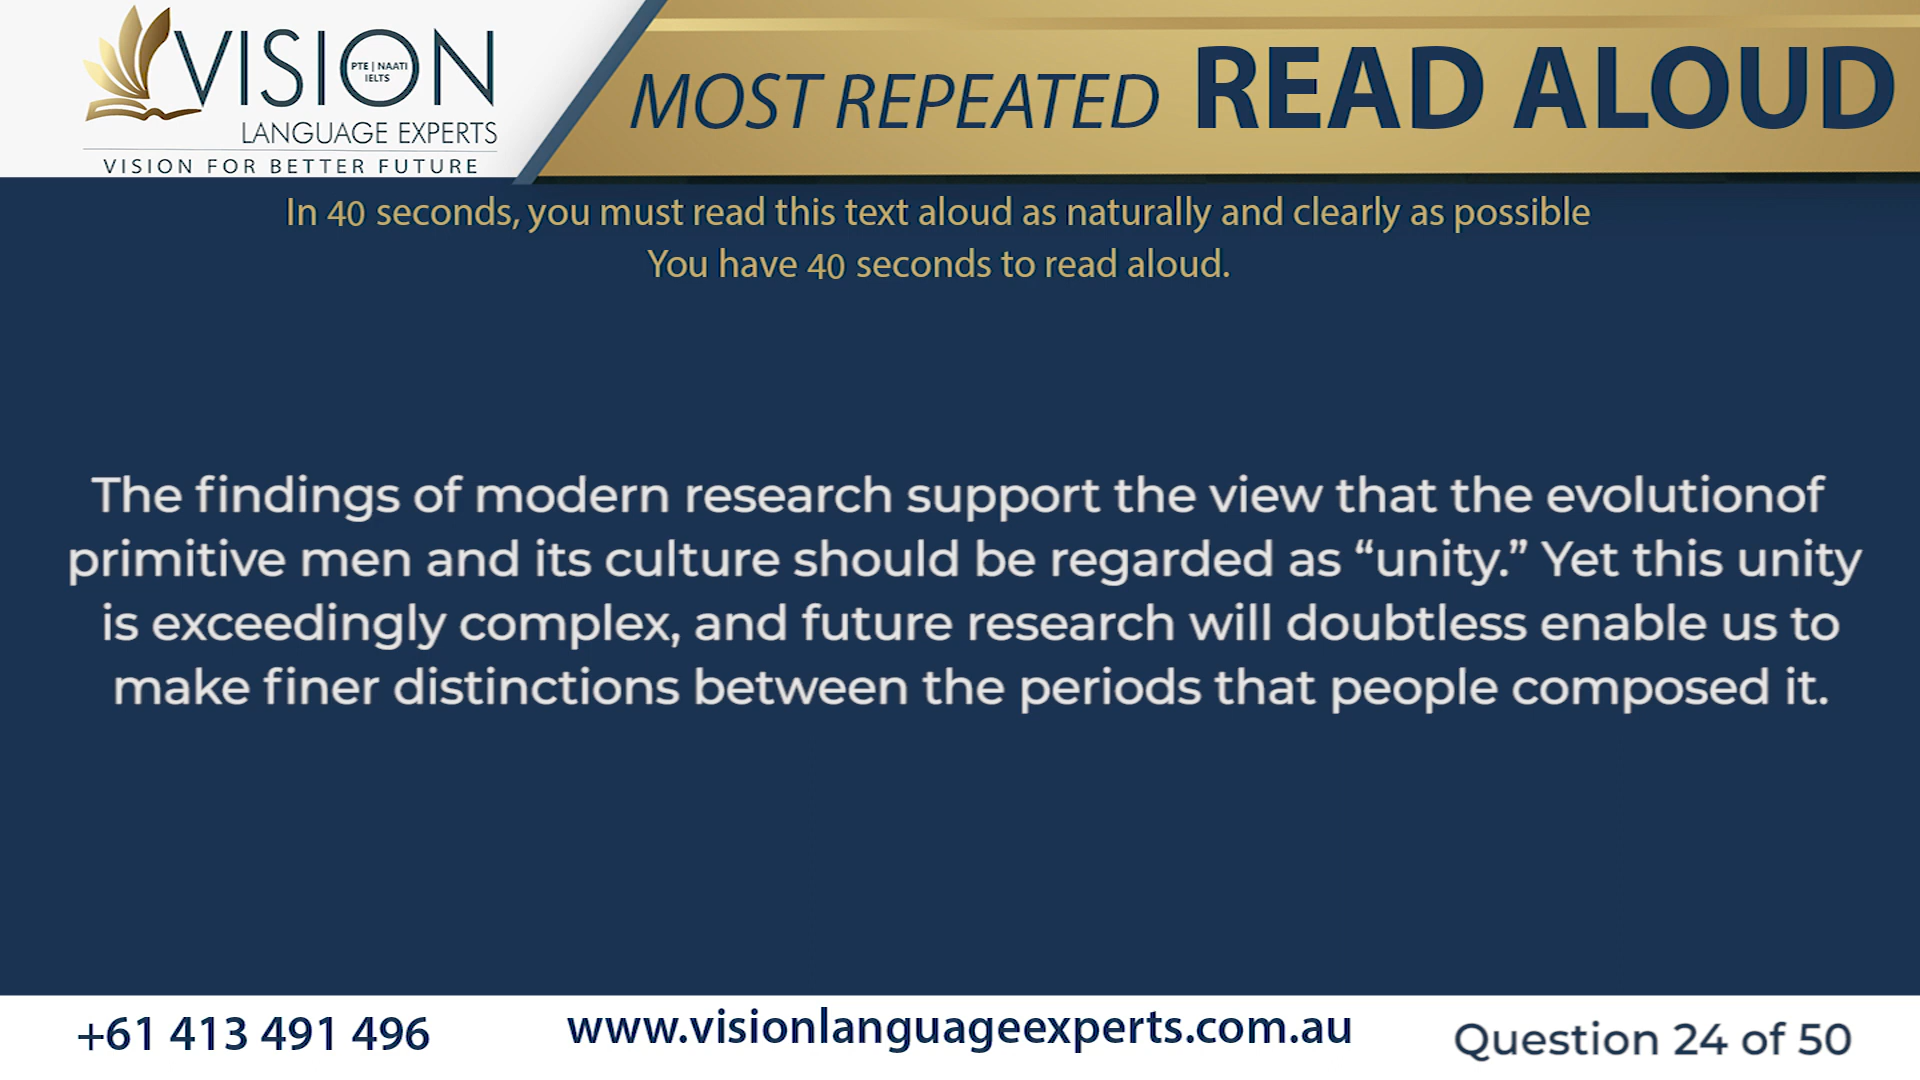 VISION
PTE | NAATI
IELTS
LANGUAGE EXPERTS
VISION FOR BETTER FUTURE
MOST REPEATED READ ALOUD
In 40 seconds, you must read this text aloud as naturally and clearly as possible
You have 40 seconds to read aloud.
The findings of modern research support the view that the evolutionof
primitive men and its culture should be regarded as “unity.” Yet this unity
is exceedingly complex, and future research will doubtless enable us to
make finer distinctions between the periods that people composed it.
+61 413 491 496
www.visionlanguageexperts.com.au
Question 24 of 50